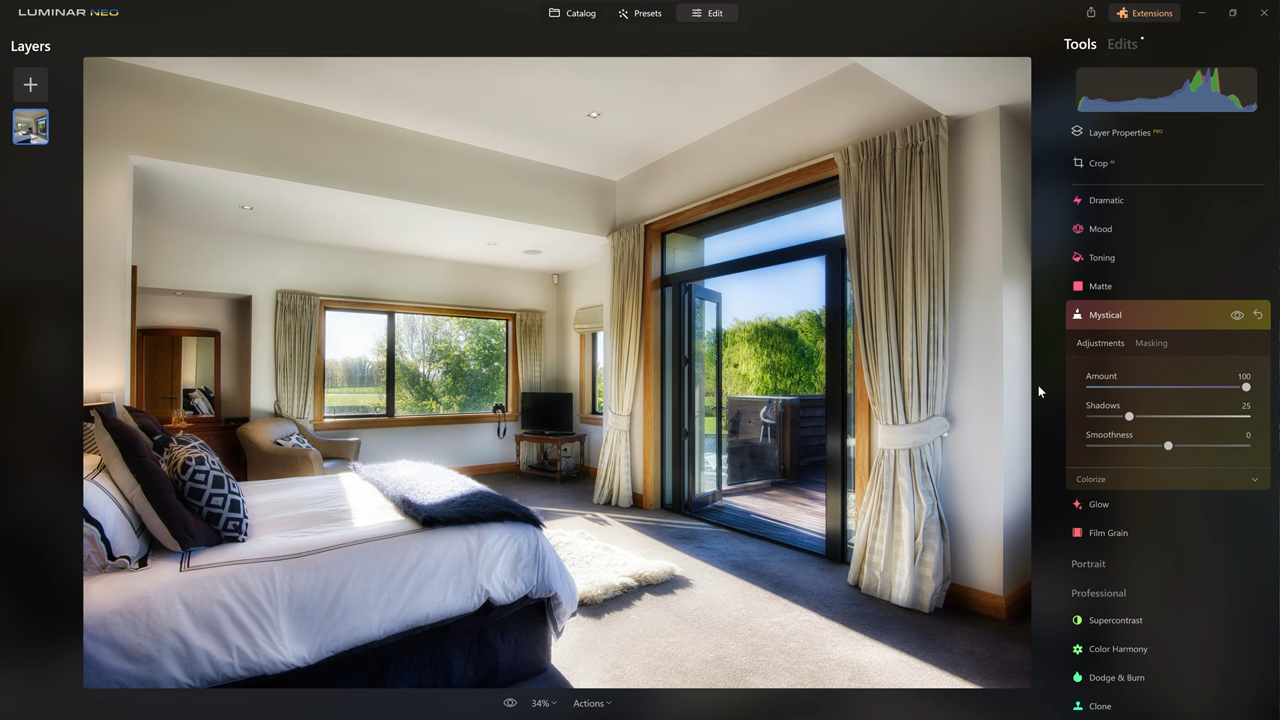 LUMINAR NEO
Catalog
Presets
Edit
Extensions
Layers
Tools
Edits
Layer Properties PRO
Crop AI
Dramatic
Mood
Toning
Matte
Mystical
Adjustments
Masking
Amount
100
Shadows
25
Smoothness
0
Colorize
Glow
Film Grain
Portrait
Professional
Supercontrast
Color Harmony
Dodge & Burn
Clone
34%
Actions